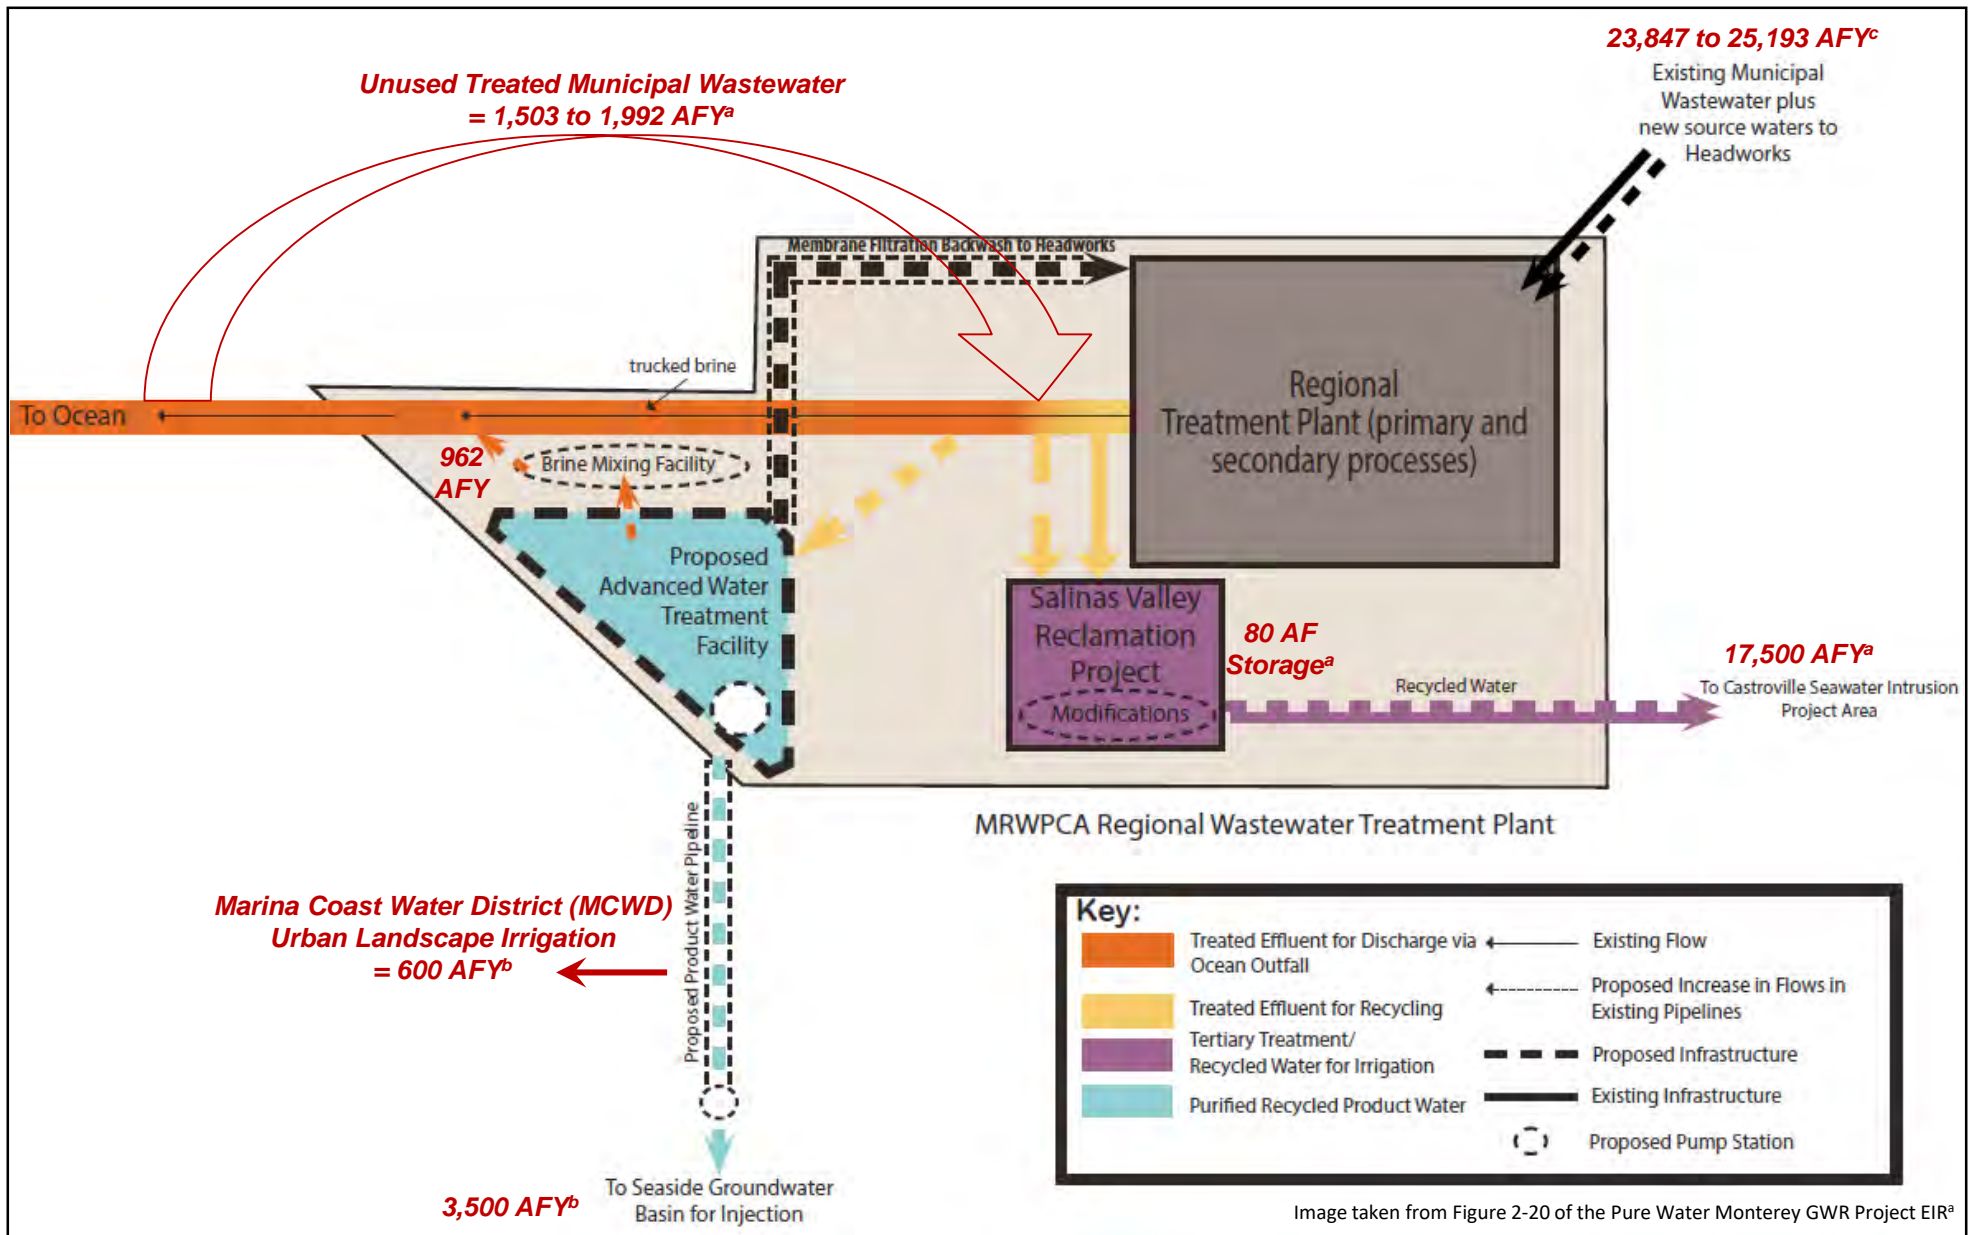 23,847 to 25,193 AFYᶜ
Existing Municipal
Wastewater plus
new source waters to
Headworks
Unused Treated Municipal Wastewater
= 1,503 to 1,992 AFYᵃ
Membrane Filtration Backwash to Headworks
trucked brine
To Ocean
Regional
Treatment Plant (primary and
secondary processes)
962
AFY
Brine Mixing Facility
Proposed
Advanced Water
Treatment
Facility
Salinas Valley
Reclamation
Project
Modifications
80 AF
Storageᵃ
17,500 AFYᵃ
Recycled Water
To Castroville Seawater Intrusion
Project Area
MRWPCA Regional Wastewater Treatment Plant
Proposed Product Water Pipeline
Marina Coast Water District (MCWD)
Urban Landscape Irrigation
= 600 AFYᵇ
3,500 AFYᵇ
To Seaside Groundwater
Basin for Injection
Key:
Treated Effluent for Discharge via
Ocean Outfall
Treated Effluent for Recycling
Tertiary Treatment/
Recycled Water for Irrigation
Purified Recycled Product Water
Existing Flow
Proposed Increase in Flows in
Existing Pipelines
Proposed Infrastructure
Existing Infrastructure
Proposed Pump Station
Image taken from Figure 2-20 of the Pure Water Monterey GWR Project EIRᵃ